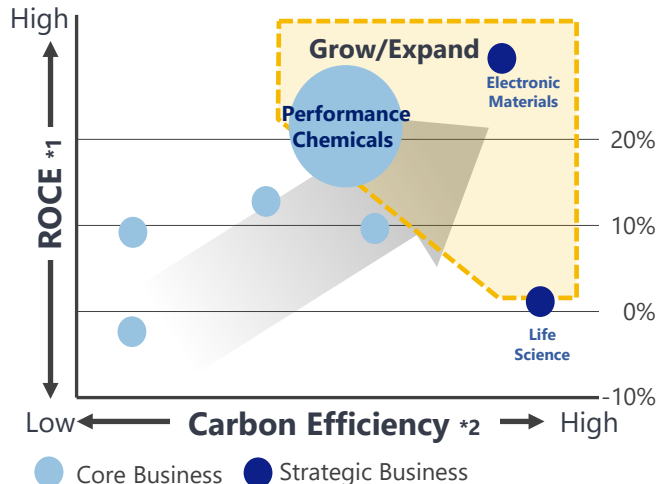 High
Grow/Expand
Electronic
Materials
Performance
Chemicals
ROCE *1
20%
10%
0%
-10%
Life
Science
Low
Carbon Efficiency *2
High
Core Business
Strategic Business